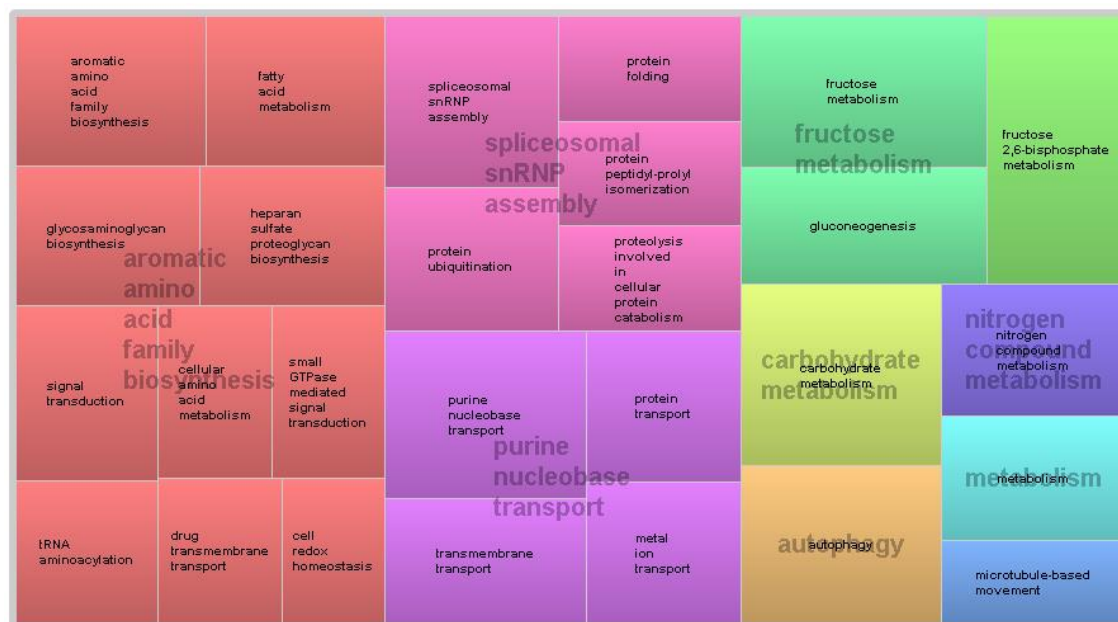 aromatic
amino
acid
family
biosynthesis
fatty
acid
metabolism
glycosaminoglycan
biosynthesis
heparan
sulfate
proteoglycan
biosynthesis
aromatic
amino
acid
family
biosynthesis
signal
transduction
cellular
amino
acid
metabolism
small
GTPase
mediated
signal
transduction
tRNA
aminoacylation
drug
transmembrane
transport
cell
redox
homeostasis
spliceosomal
snRNP
assembly
protein
folding
spliceosomal
snRNP
assembly
protein
peptidyl-prolyl
isomerization
protein
ubiquitination
proteolysis
involved
in
cellular
protein
catabolism
purine
nucleobase
transport
protein
transport
purine
nucleobase
transport
transmembrane
transport
metal
ion
transport
fructose
metabolism
fructose
metabolism
gluconeogenesis
fructose
2,6-bisphosphate
metabolism
carbohydrate
metabolism
carbohydrate
metabolism
nitrogen
compound
metabolism
nitrogen
compound
metabolism
autophagy
autophagy
metabolism
metabolism
microtubule-based
movement